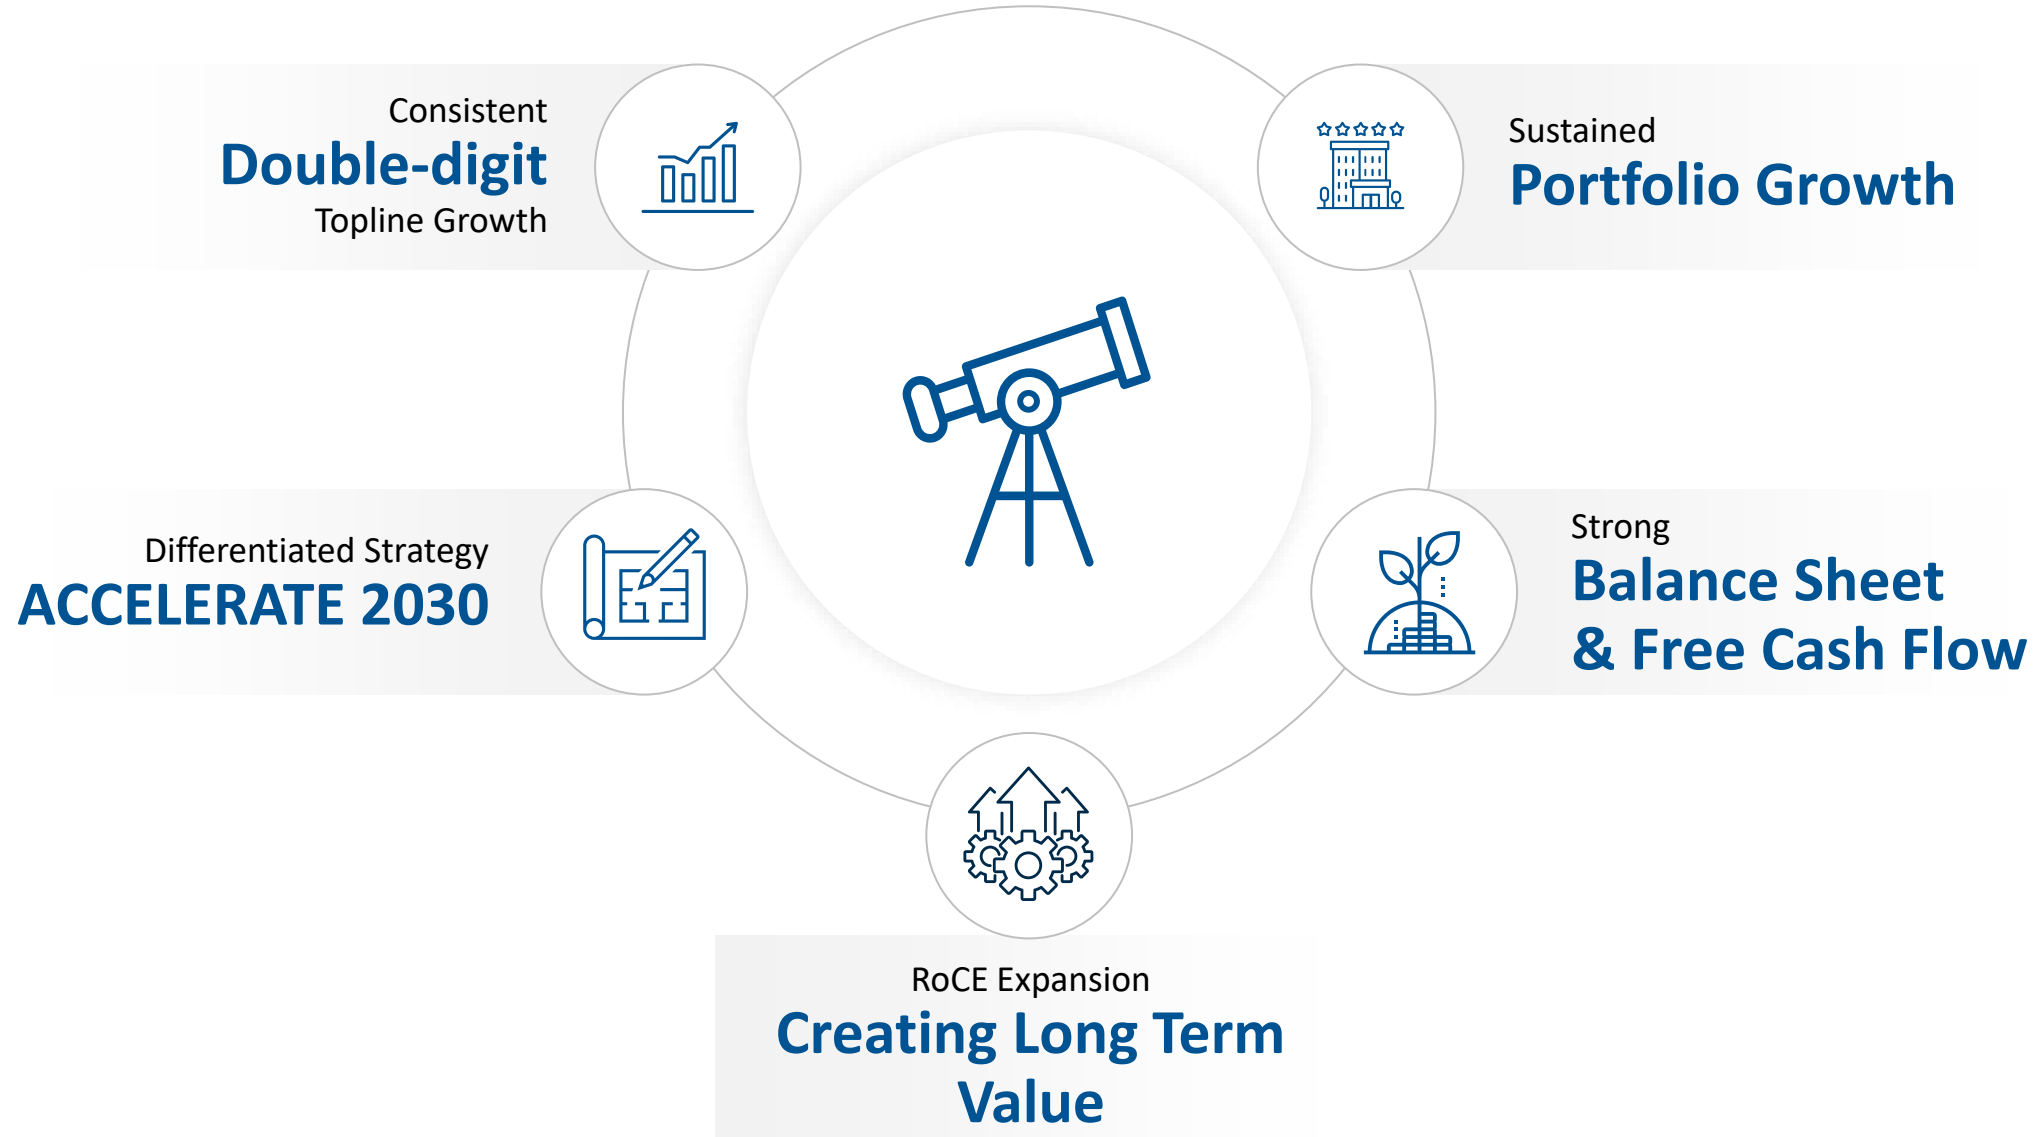 Consistent
Double-digit
Topline Growth
Sustained
Portfolio Growth
Differentiated Strategy
ACCELERATE 2030
Strong
Balance Sheet
& Free Cash Flow
RoCE Expansion
Creating Long Term
Value